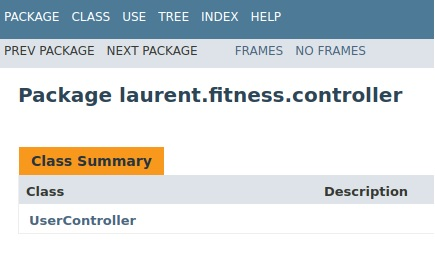 PACKAGE CLASS USE TREE INDEX HELP
PREV PACKAGE NEXT PACKAGE FRAMES NO FRAMES
Package laurent.fitness.controller
Class Summary
Class Description
UserController